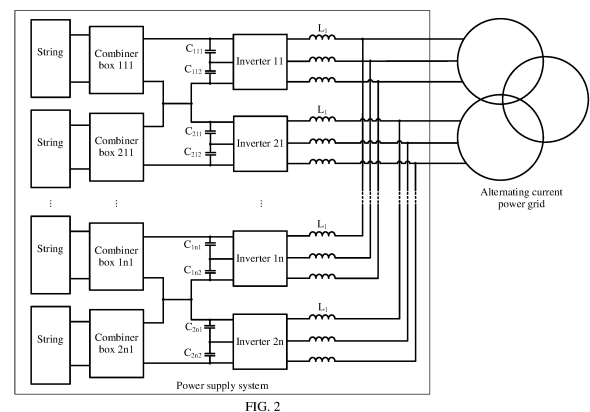 String
Combiner
box 111
C111
C112
Inverter 11
L1
String
Combiner
box 211
C211
C212
Inverter 21
L1
Alternating current
power grid
...
...
...
String
Combiner
box 1n1
C1n1
C1n2
Inverter 1n
L1
String
Combiner
box 2n1
C2n1
C2n2
Inverter 2n
L1
Power supply system
FIG. 2